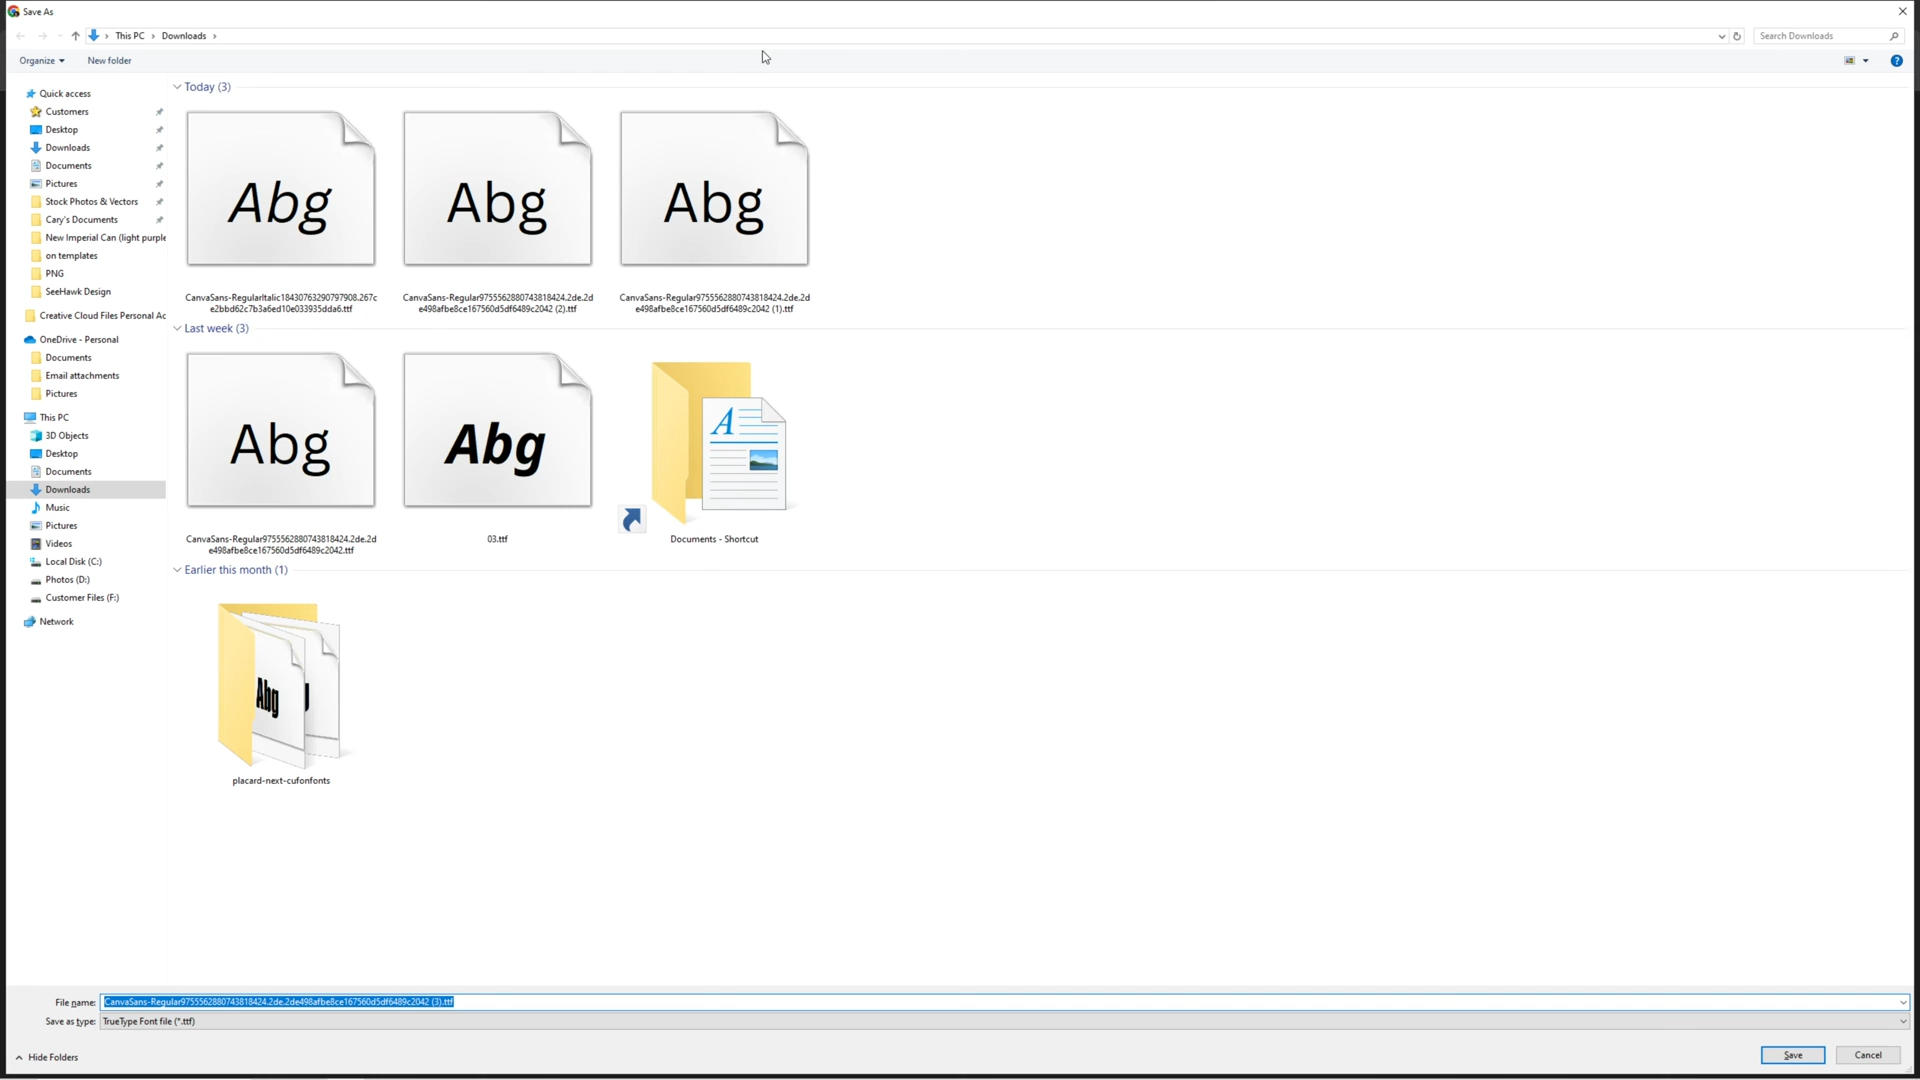 Save As
This PC
Downloads
Search Downloads
Organize
New folder
Quick access
Customers
Desktop
Downloads
Documents
Pictures
Stock Photos & Vectors
Cary's Documents
New Imperial Can (light purple
on templates
PNG
SeeHawk Design
Creative Cloud Files Personal Ac
OneDrive - Personal
Documents
Email attachments
Pictures
This PC
3D Objects
Desktop
Documents
Downloads
Music
Pictures
Videos
Local Disk (C:)
Photos (D:)
Customer Files (F:)
Network
Today (3)
Abg
Abg
Abg
CanvaSans-RegularItalic18430763290797908.267c
e2bbd62c7b3a6ed10e033935dda6.ttf
CanvaSans-Regular9755562880743818424.2de.2d
e498afbe8ce167560d5df6489c2042 (2).ttf
CanvaSans-Regular9755562880743818424.2de.2d
e498afbe8ce167560d5df6489c2042 (1).ttf
Last week (3)
Abg
Abg
A
CanvaSans-Regular9755562880743818424.2de.2d
e498afbe8ce167560d5df6489c2042.ttf
03.ttf
Documents - Shortcut
Earlier this month (1)
Abg
placard-next-cufonfonts
File name:
CanvaSans-Regular9755562880743818424.2de.2de498afbe8ce167560d5df6489c2042 (3).ttf
Save as type:
TrueType Font file (*.ttf)
Hide Folders
Save
Cancel